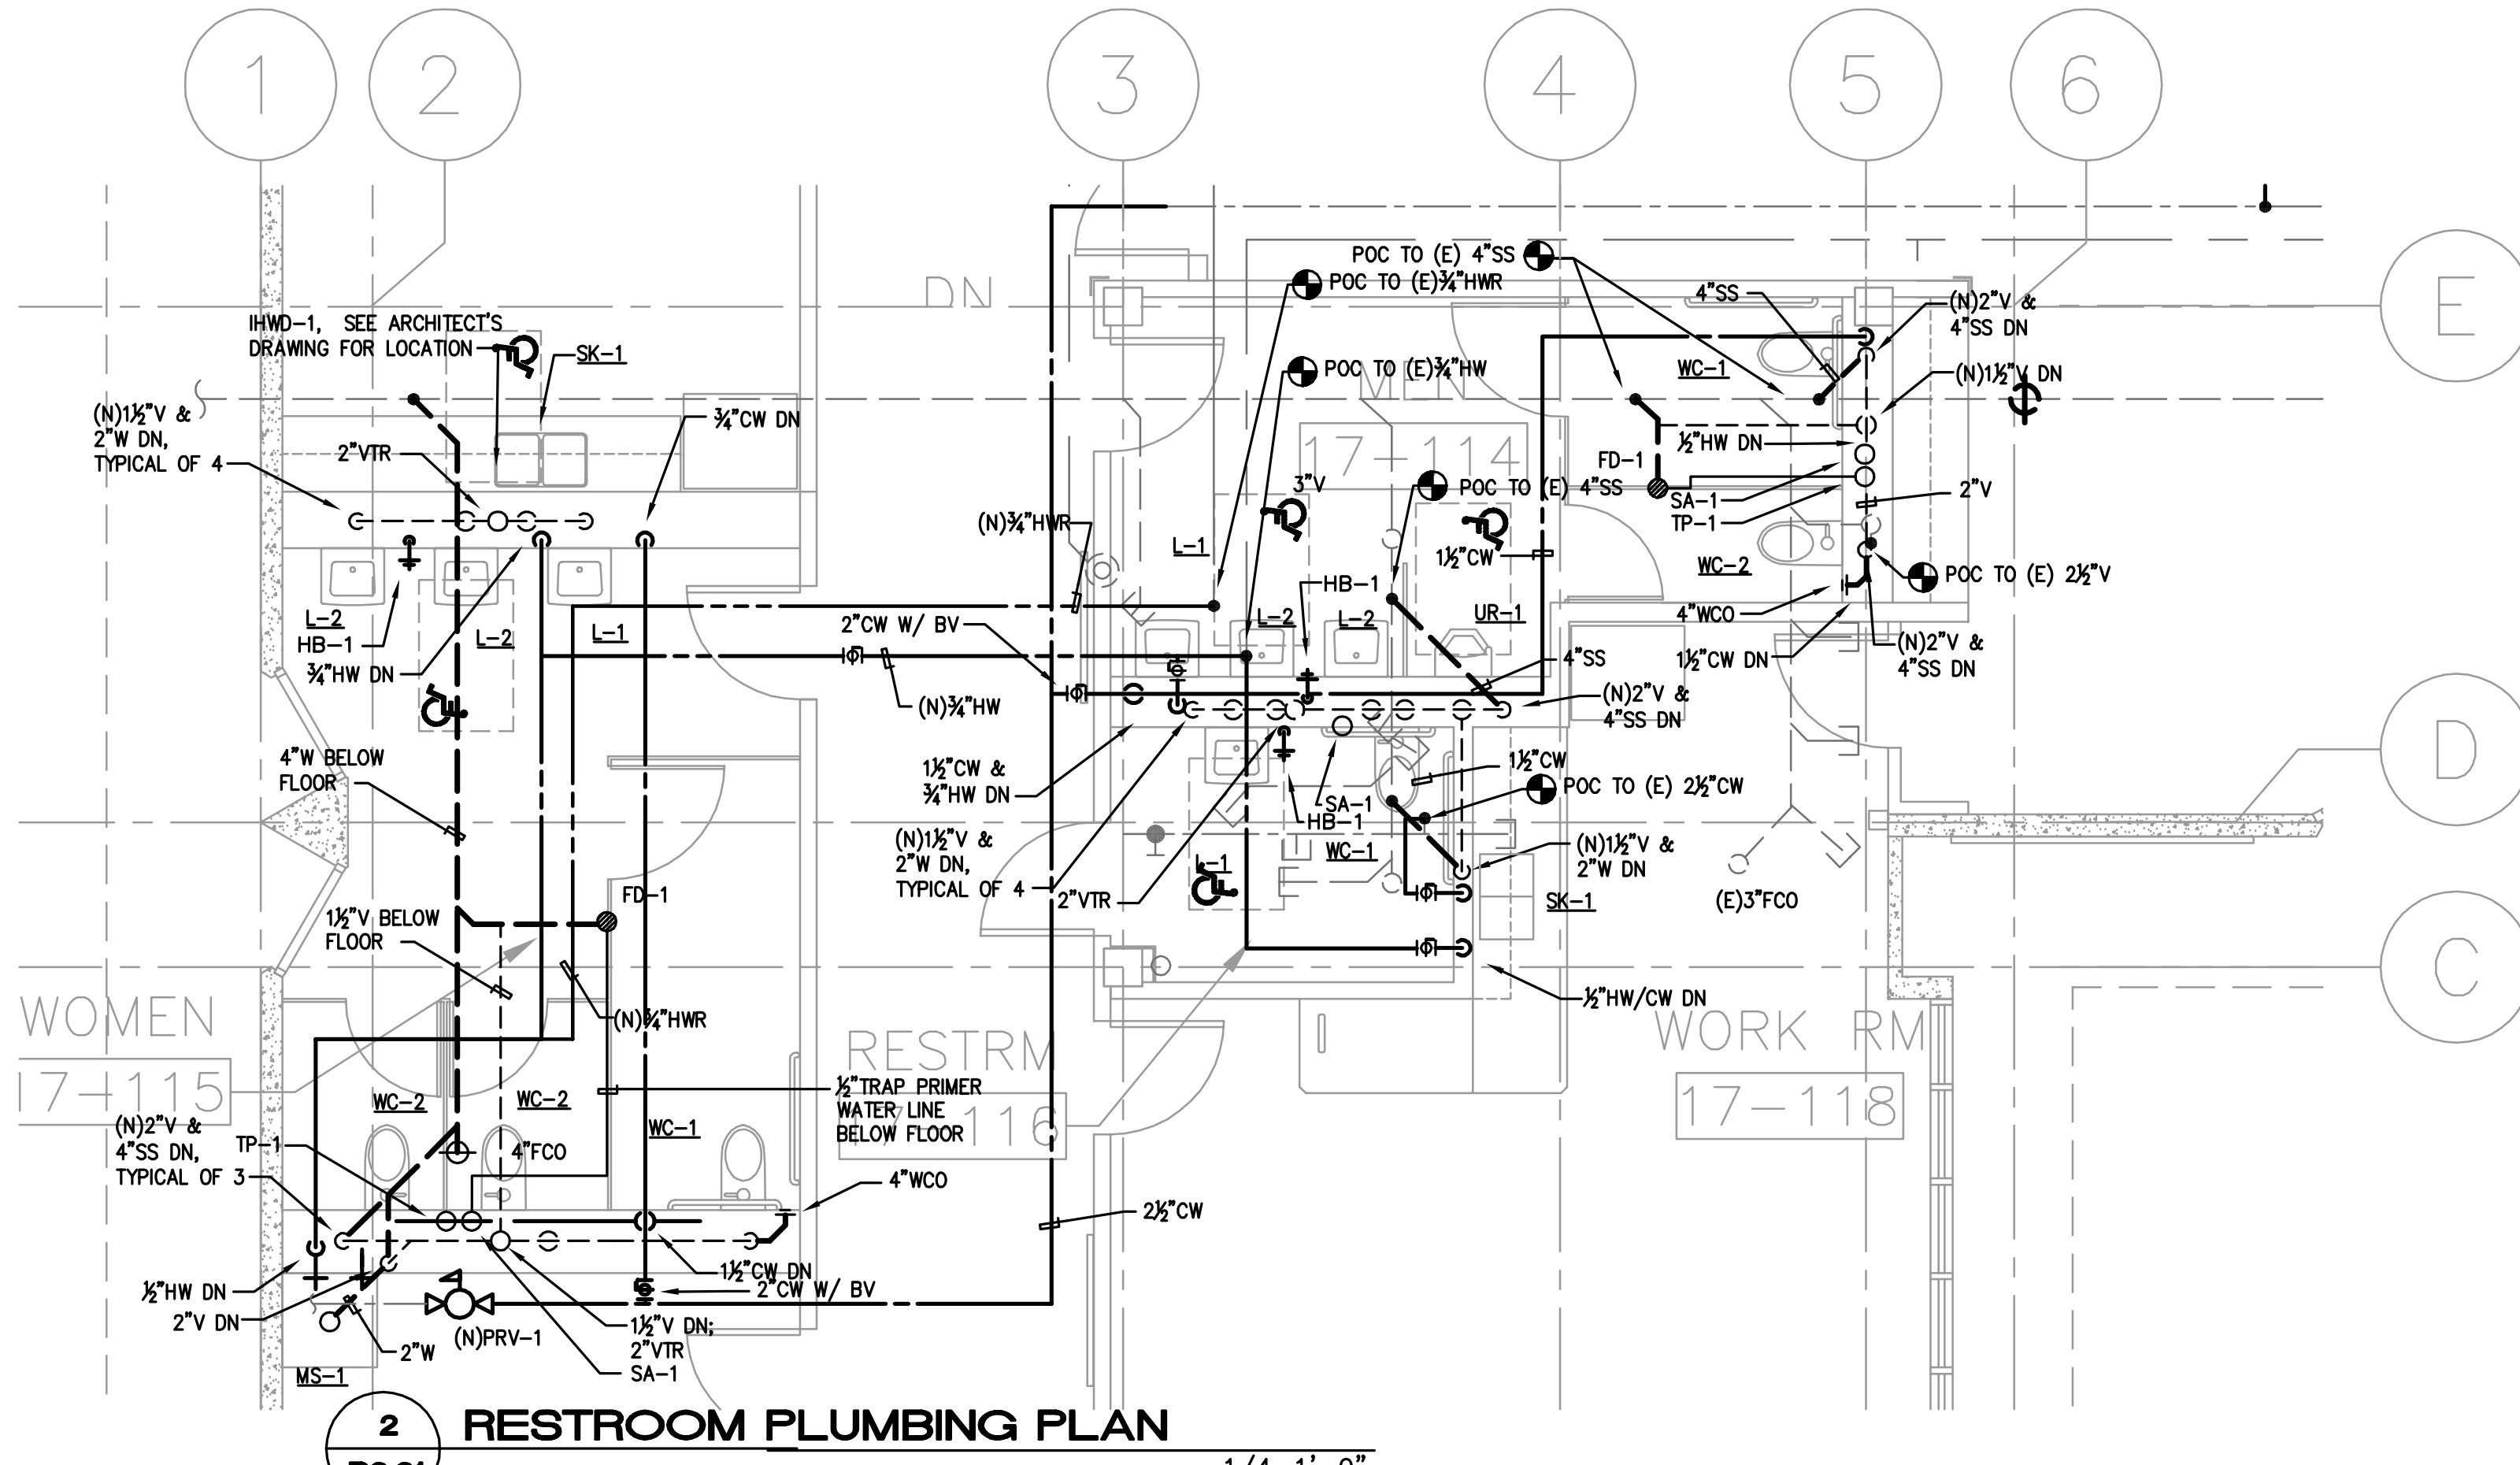 1
2
3
4
5
6
E
D
C
DN
POC TO (E) 4"SS
POC TO (E)¾"HWR
4"SS
(N)2"V &
4"SS DN
IHWD-1, SEE ARCHITECT'S
DRAWING FOR LOCATION
SK-1
POC TO (E)¾"HW
MEN
17-114
WC-1
(N)1½"V DN
(N)1½"V &
2"W DN,
TYPICAL OF 4
2"VTR
¾"CW DN
½"HW DN
FD-1
3"V
POC TO (E) 4"SS
SA-1
TP-1
2"V
(N)¾"HWR
L-1
1½"CW
WC-2
POC TO (E) 2½"V
HB-1
L-2
L-2
UR-1
4"WCO
L-2
HB-1
L-2
L-1
2"CW W/ BV
1½"CW DN
(N)2"V &
4"SS DN
¾"HW DN
(N)¾"HW
4"SS
(N)2"V &
4"SS DN
4"W BELOW
FLOOR
1½"CW &
¾"HW DN
1½"CW
POC TO (E) 2½"CW
SA-1
HB-1
(N)1½"V &
2"W DN,
TYPICAL OF 4
2"VTR
L-1
WC-1
(N)1½"V &
2"W DN
SK-1
(E)3"FCO
FD-1
1½"V BELOW
FLOOR
½"HW/CW DN
WOMEN
17-115
(N)¾"HWR
RESTRM
17-116
WORK RM
17-118
½"TRAP PRIMER
WATER LINE
BELOW FLOOR
WC-2
WC-2
WC-1
(N)2"V &
4"SS DN,
TYPICAL OF 3
TP-1
4"FCO
4"WCO
2½"CW
½"HW DN
2"V DN
1½"CW DN
2"CW W/ BV
(N)PRV-1
2"W
1½"V DN;
2"VTR
SA-1
MS-1
2
RESTROOM PLUMBING PLAN